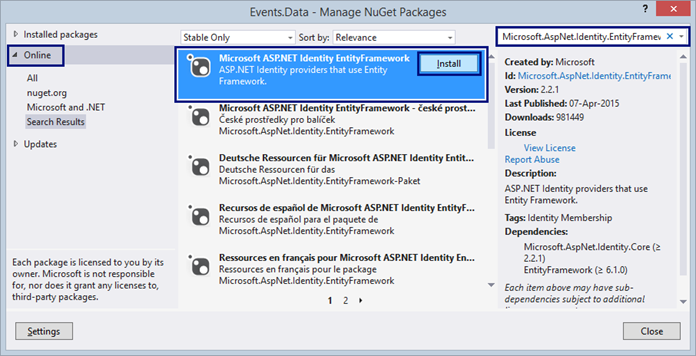 Events.Data - Manage NuGet Packages
Installed packages
Online
All
nuget.org
Microsoft and .NET
Search Results
Updates
Each package is licensed to you by its
owner. Microsoft is not responsible
for, nor does it grant any licenses to,
third-party packages.
Settings
Stable Only
Sort by: Relevance
Microsoft ASP.NET Identity EntityFramework
ASP.NET Identity providers that use Entity
Framework.
Install
Microsoft ASP.NET Identity EntityFramework - české prost...
České prostředky pro balíček
Microsoft.AspNet.Identity.EntityFramework
Deutsche Ressourcen für Microsoft ASP.NET Identity Entit...
Deutsche Ressourcen für das
Microsoft.AspNet.Identity.EntityFramework-Paket
Recursos de español de Microsoft ASP.NET Identity EntityF...
Recursos de español para el paquete de
Microsoft.AspNet.Identity.EntityFramework
Ressources en français pour Microsoft ASP.NET Identity En...
Ressources en français pour le package
Microsoft.AspNet.Identity.EntityFramework
1 2
Microsoft.AspNet.Identity.EntityFramew
Created by: Microsoft
Id: Microsoft.AspNet.Identity.EntityFrame
Version: 2.2.1
Last Published: 07-Apr-2015
Downloads: 981449
License
View License
Report Abuse
Description:
ASP.NET Identity providers that use
Entity Framework.
Tags: Identity Membership
Dependencies:
Microsoft.AspNet.Identity.Core (≥
2.2.1)
EntityFramework (≥ 6.1.0)
Each item above may have sub-
dependencies subject to additional
Close